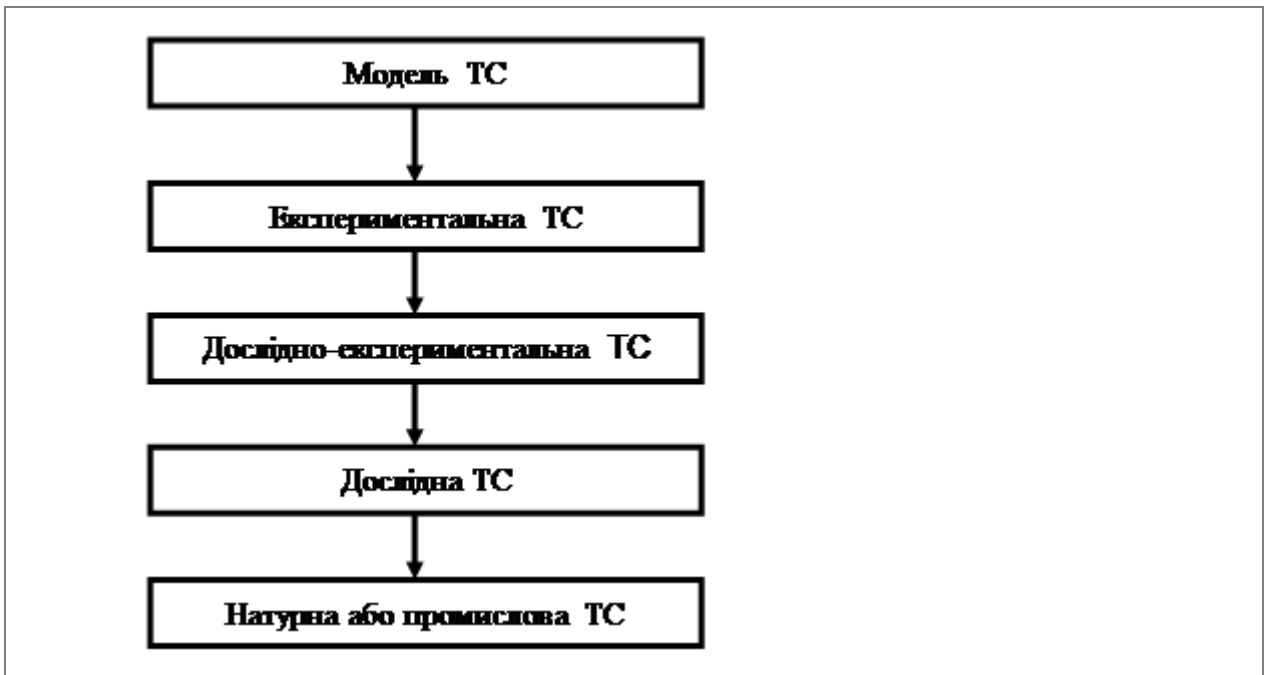 Модель ТС
Експериментальна ТС
Дослідно-експериментальна ТС
Дослідна ТС
Натурна або промислова ТС